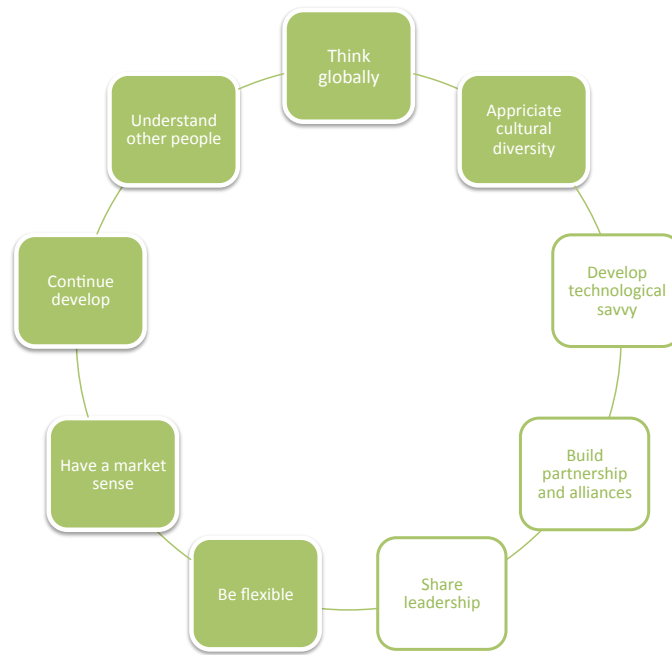 Think
globally
Appriciate
cultural
diversity
Develop
technological
savvy
Build
partnership
and alliances
Share
leadership
Be flexible
Have a market
sense
Continue
develop
Understand
other people